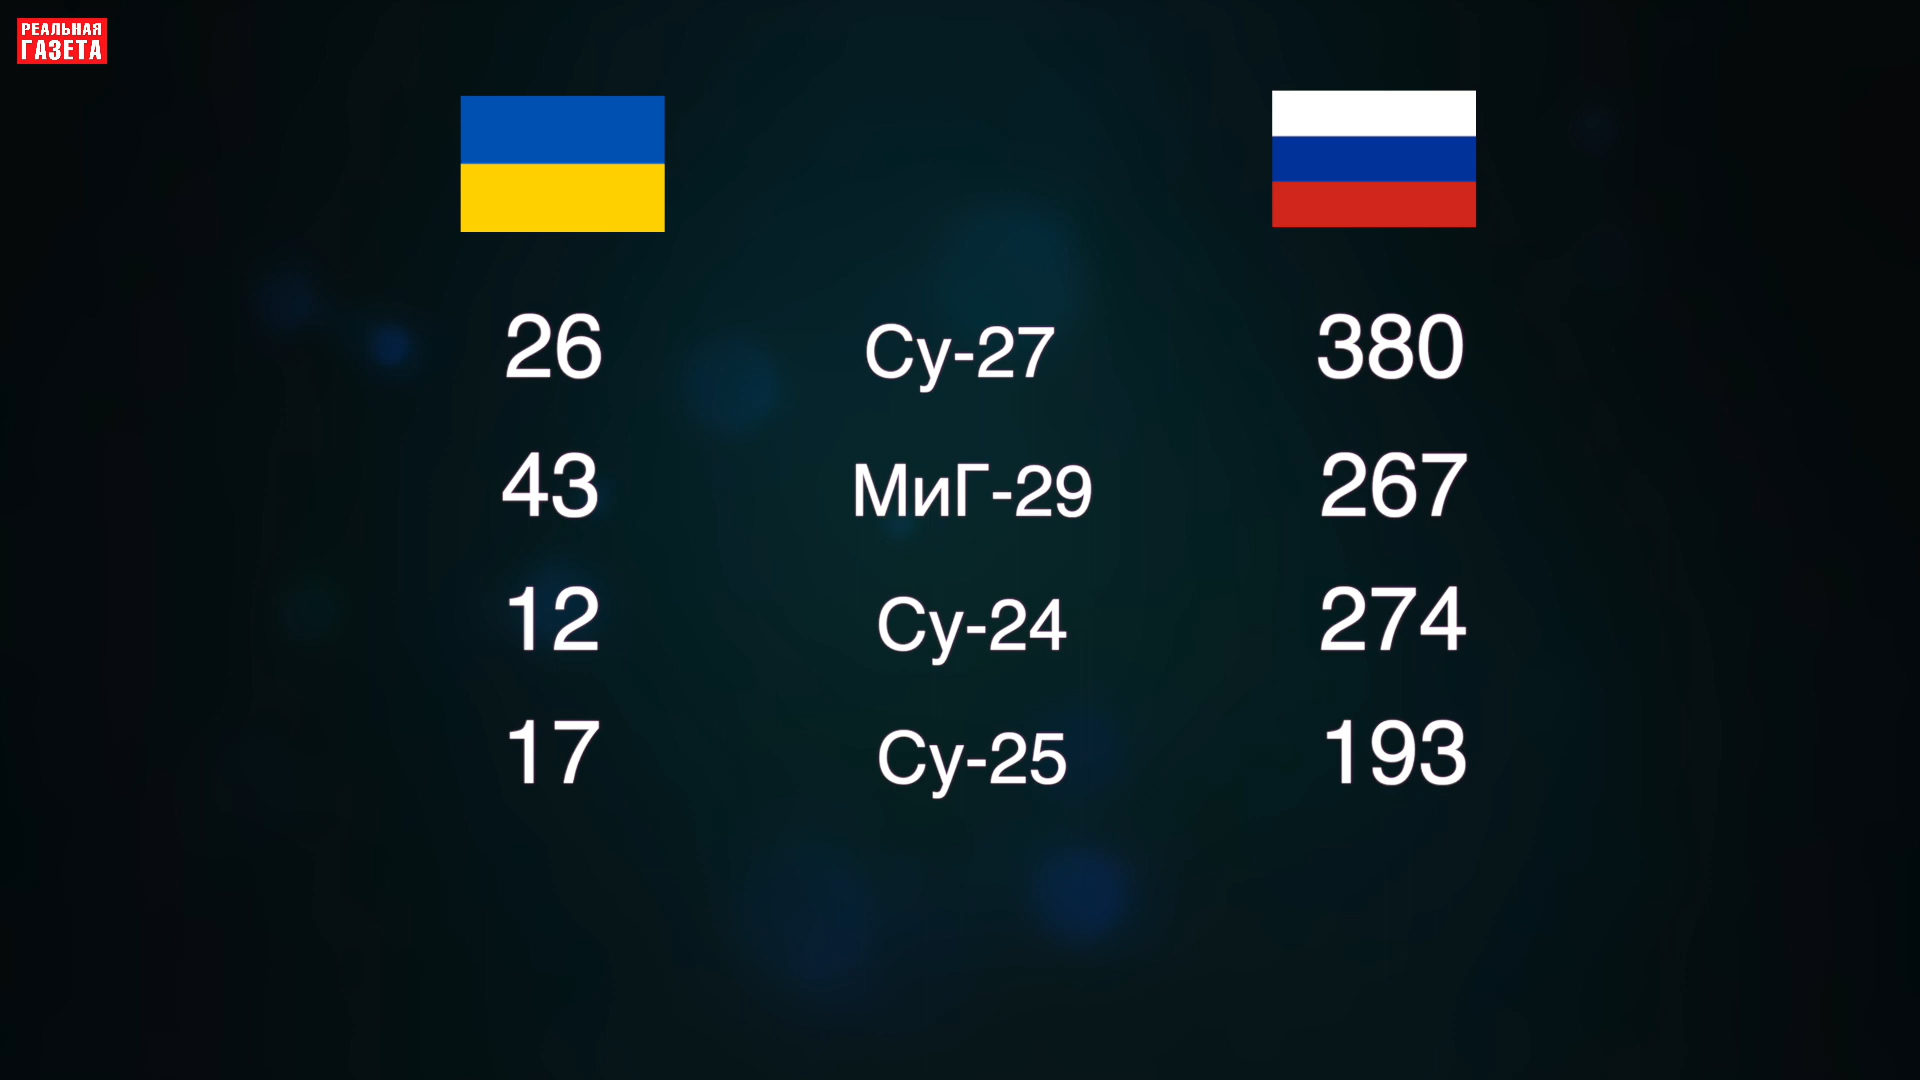 РЕАЛЬНАЯ
ГАЗЕТА
26 Су-27 380
43 МиГ-29 267
12 Су-24 274
17 Су-25 193